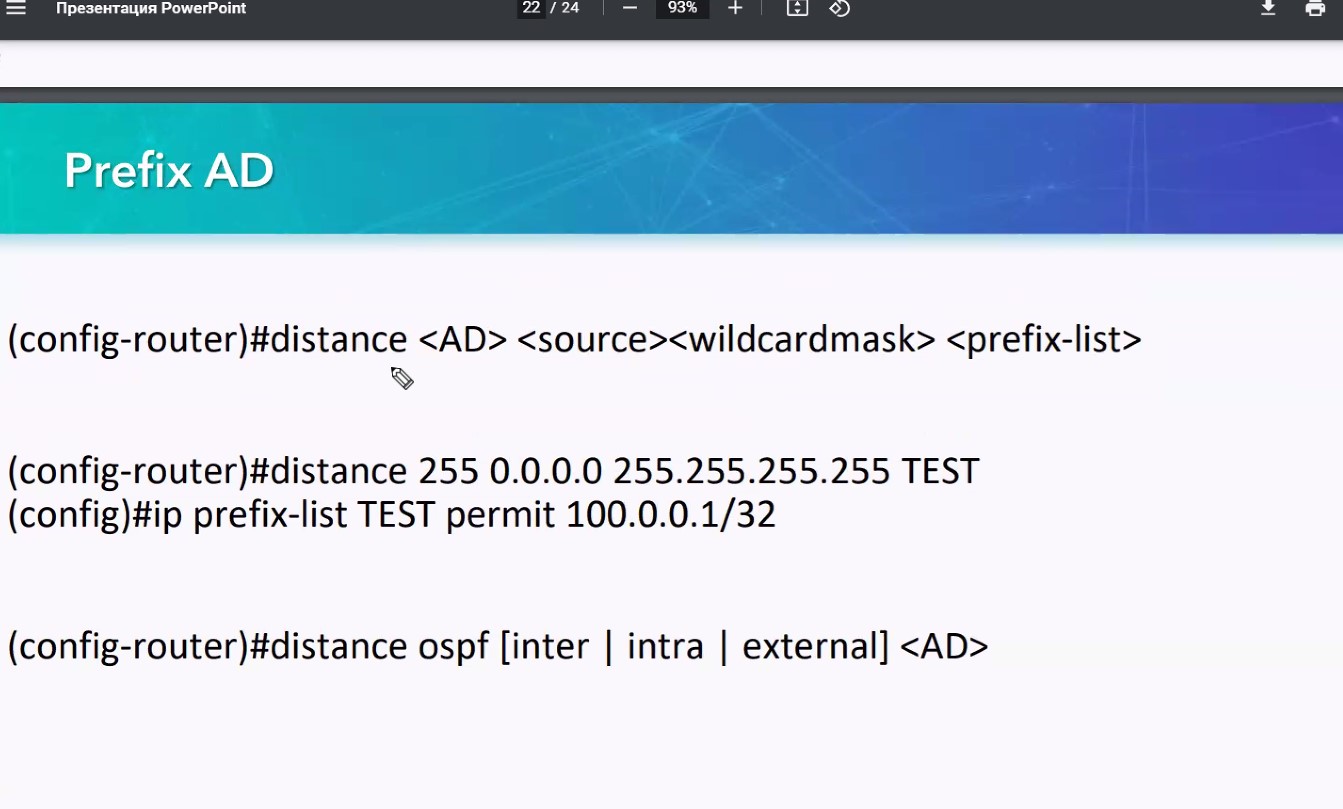 Презентация PowerPoint
22 / 24
93%
Prefix AD
(config-router)#distance <AD> <source><wildcardmask> <prefix-list>
(config-router)#distance 255 0.0.0.0 255.255.255.255 TEST
(config)#ip prefix-list TEST permit 100.0.0.1/32
(config-router)#distance ospf [inter | intra | external] <AD>